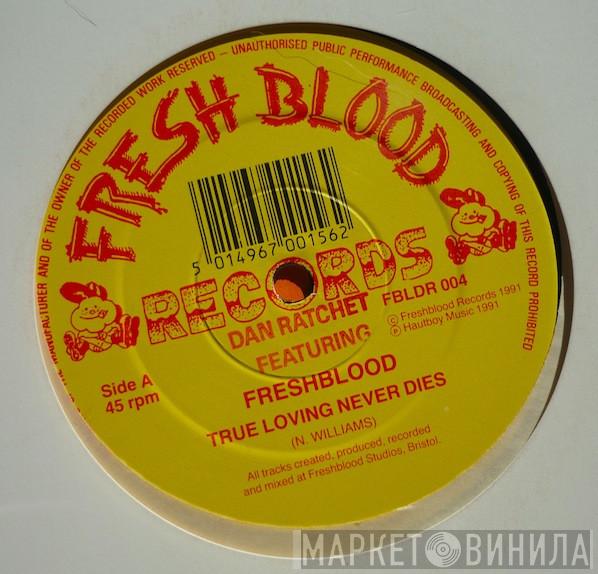 MANUFACTURER AND OF THE OWNER OF THE RECORDED WORK RESERVED – UNAUTHORISED PUBLIC PERFORMANCE BROADCASTING AND COPYING OF THIS RECORD PROHIBITED
FRESH BLOOD
5 014967 001562
RECORDS
FBLDR 004
DAN RATCHET
FEATURING
FRESHBLOOD
TRUE LOVING NEVER DIES
(N. WILLIAMS)
© Freshblood Records 1991
℗ Hautboy Music 1991
Side A
45 rpm
All tracks created, produced, recorded
and mixed at Freshblood Studios, Bristol.
МАРКЕТ ВИНИЛА